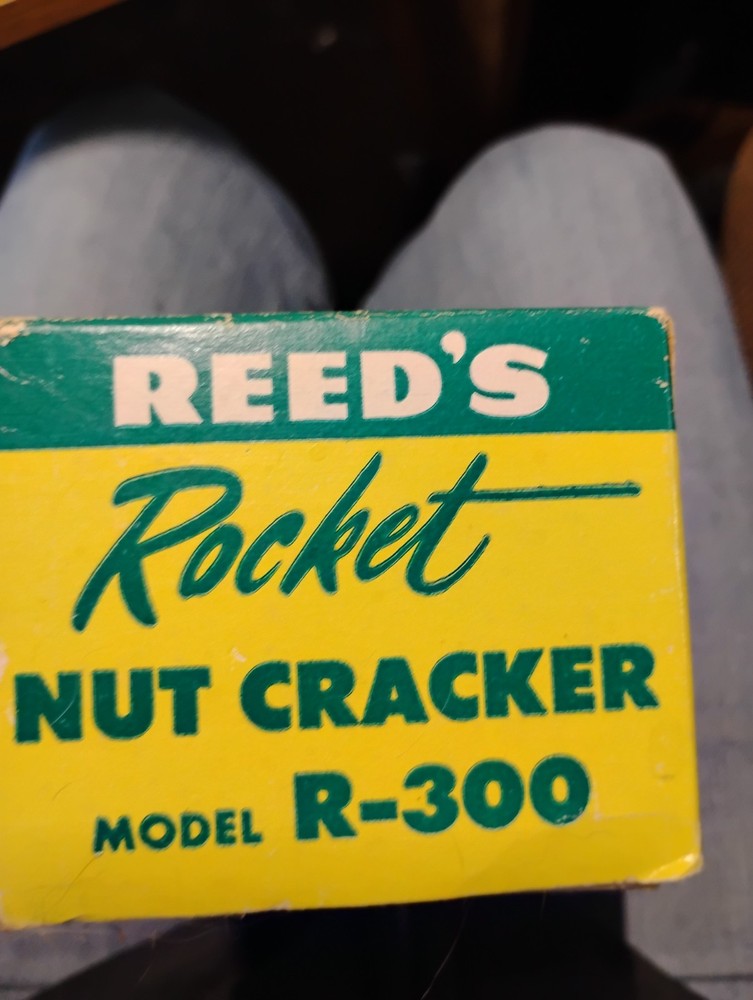 REED'S
Rocket
NUT CRACKER
MODEL R-300